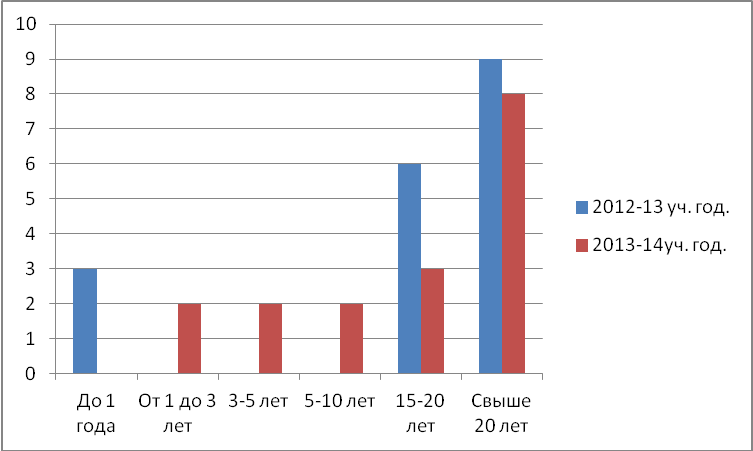 10
9
8
7
6
5
4
3
2
1
0
До 1 года
От 1 до 3 лет
3-5 лет
5-10 лет
15-20 лет
Свыше 20 лет
2012-13 уч. год.
2013-14уч. год.